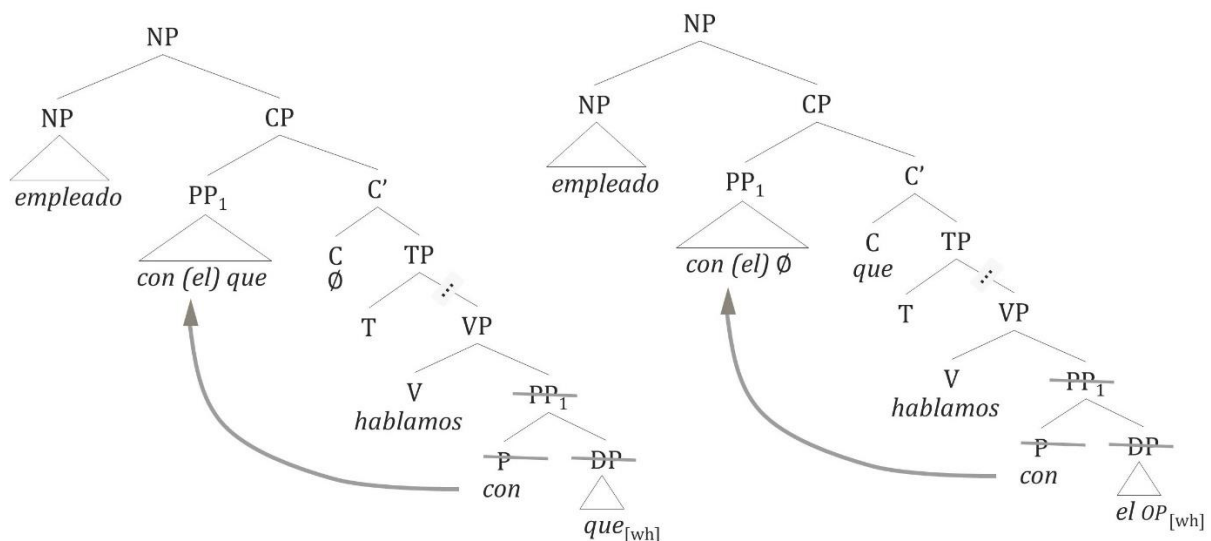 NP
NP CP
empleado
PP₁ C’
con (el) que
C TP
Ø
T VP
V PP₁
hablamos
P DP
con
que[wh]
NP
NP CP
empleado
PP₁ C’
con (el) Ø
C TP
que
T VP
V PP₁
hablamos
P DP
con
el OP[wh]